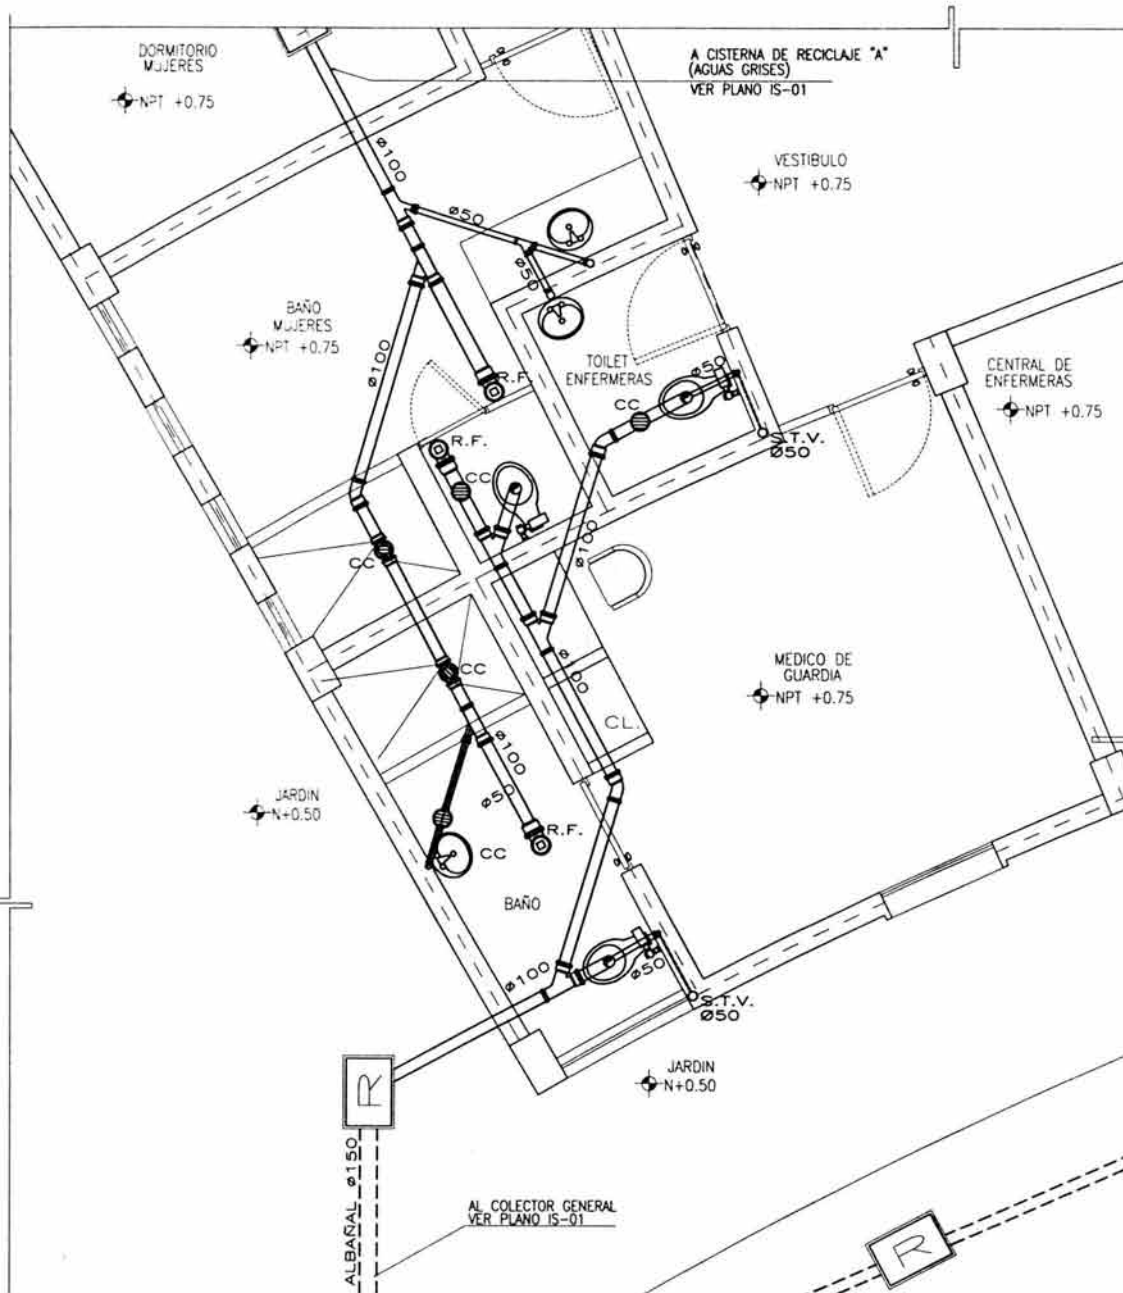 DORMITORIO
MUJERES
NPT +0.75
A CISTERNA DE RECICLAJE "A"
(AGUAS GRISES)
VER PLANO IS-01
ø100
VESTIBULO
NPT +0.75
ø50
ø50
BAÑO
MUJERES
NPT +0.75
ø100
R.F.
TOILET
ENFERMERAS
ø50
CC
CENTRAL DE
ENFERMERAS
NPT +0.75
R.F.
S.T.V.
Ø50
CC
ø100
CC
CC
MEDICO DE
GUARDIA
NPT +0.75
ø100
CL.
ø100
ø50
JARDIN
N+0.50
R.F.
CC
BAÑO
ø100
ø50
S.T.V.
Ø50
JARDIN
N+0.50
R
ALBAÑAL ø150
AL COLECTOR GENERAL
VER PLANO IS-01
R